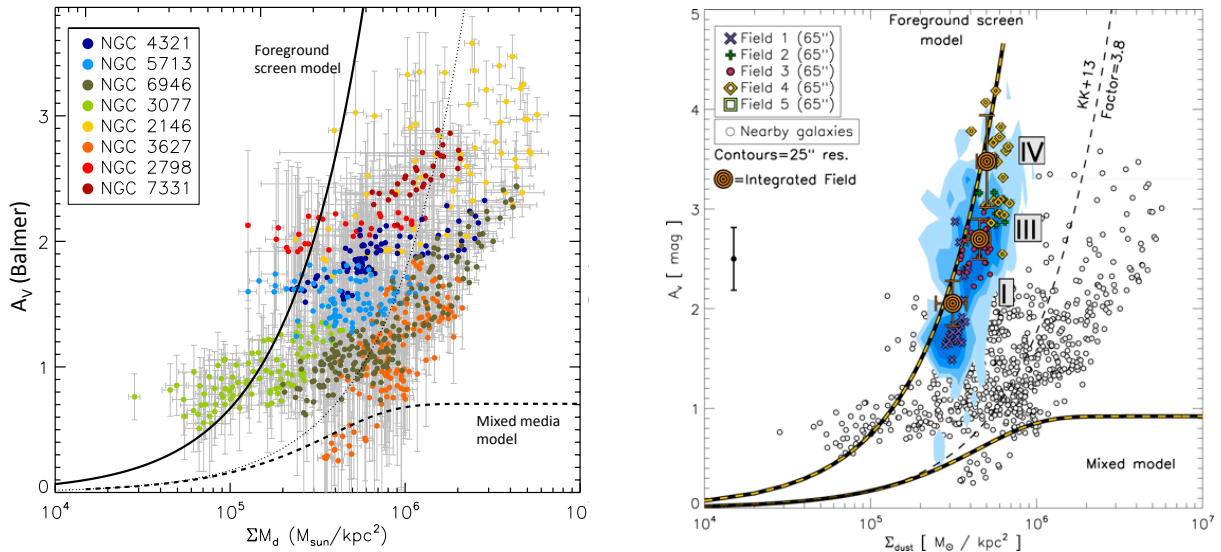 NGC 4321
NGC 5713
NGC 6946
NGC 3077
NGC 2146
NGC 3627
NGC 2798
NGC 7331
Foreground
screen model
Mixed media
model
A_V (Balmer)
3
2
1
0
10^4
10^5
10^6
10
ΣM_d (M_sun/kpc^2)
Foreground screen
model
Field 1 (65")
Field 2 (65")
Field 3 (65")
Field 4 (65")
Field 5 (65")
Nearby galaxies
Contours=25" res.
=Integrated Field
KK+13
Factor=3.8
IV
III
I
Mixed model
A_v [ mag ]
5
4
3
2
1
0
10^4
10^5
10^6
10^7
Σ_dust [ M_⊙ / kpc^2 ]